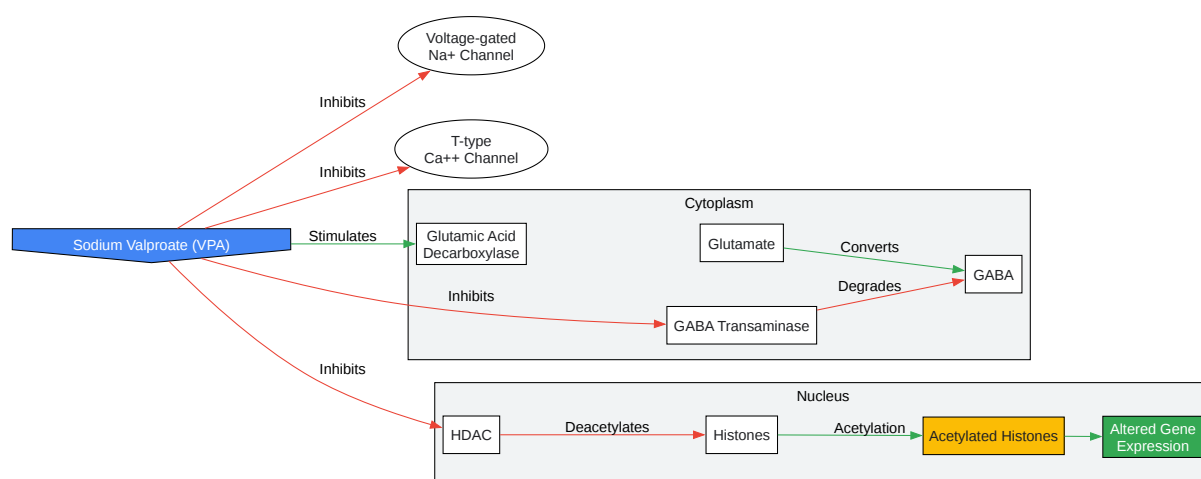 Voltage-gated
Na+ Channel
Inhibits
T-type
Ca++ Channel
Inhibits
Cytoplasm
Sodium Valproate (VPA)
Stimulates
Glutamic Acid
Decarboxylase
Glutamate
Converts
GABA
Inhibits
GABA Transaminase
Degrades
Inhibits
Nucleus
HDAC
Deacetylates
Histones
Acetylation
Acetylated Histones
Altered Gene
Expression